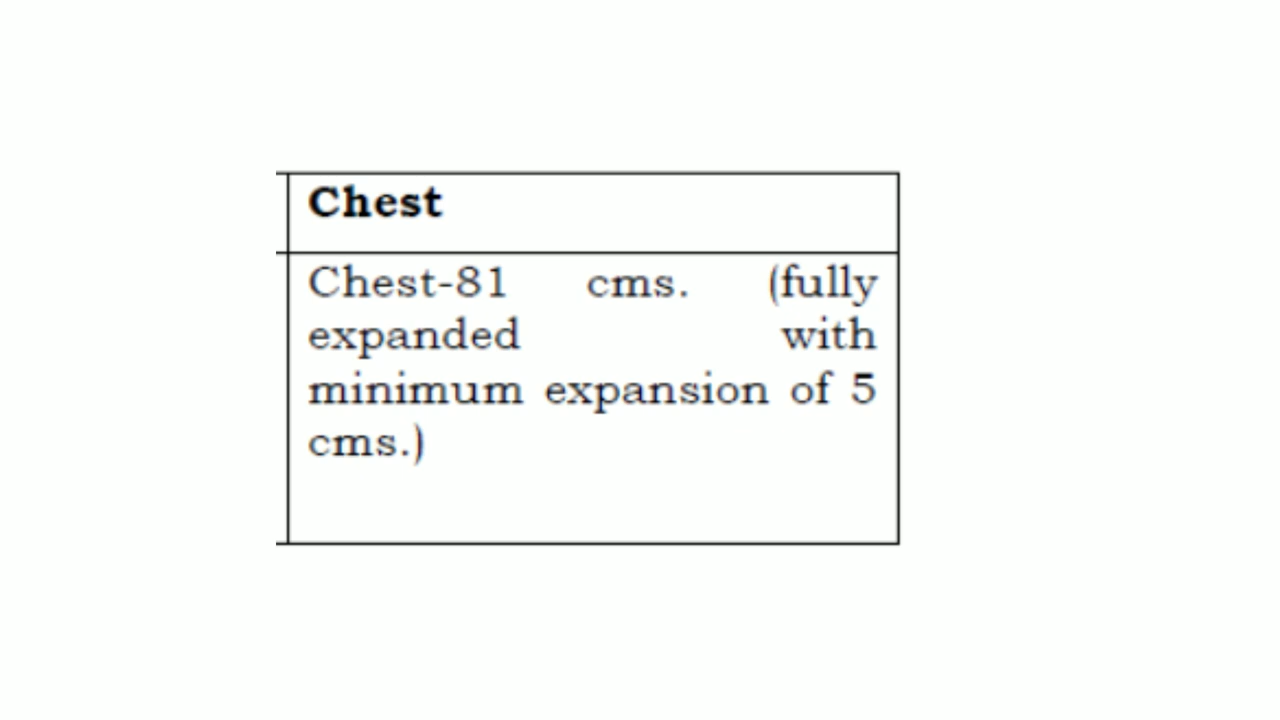 Chest
Chest-81 cms. (fully
expanded with
minimum expansion of 5
cms.)